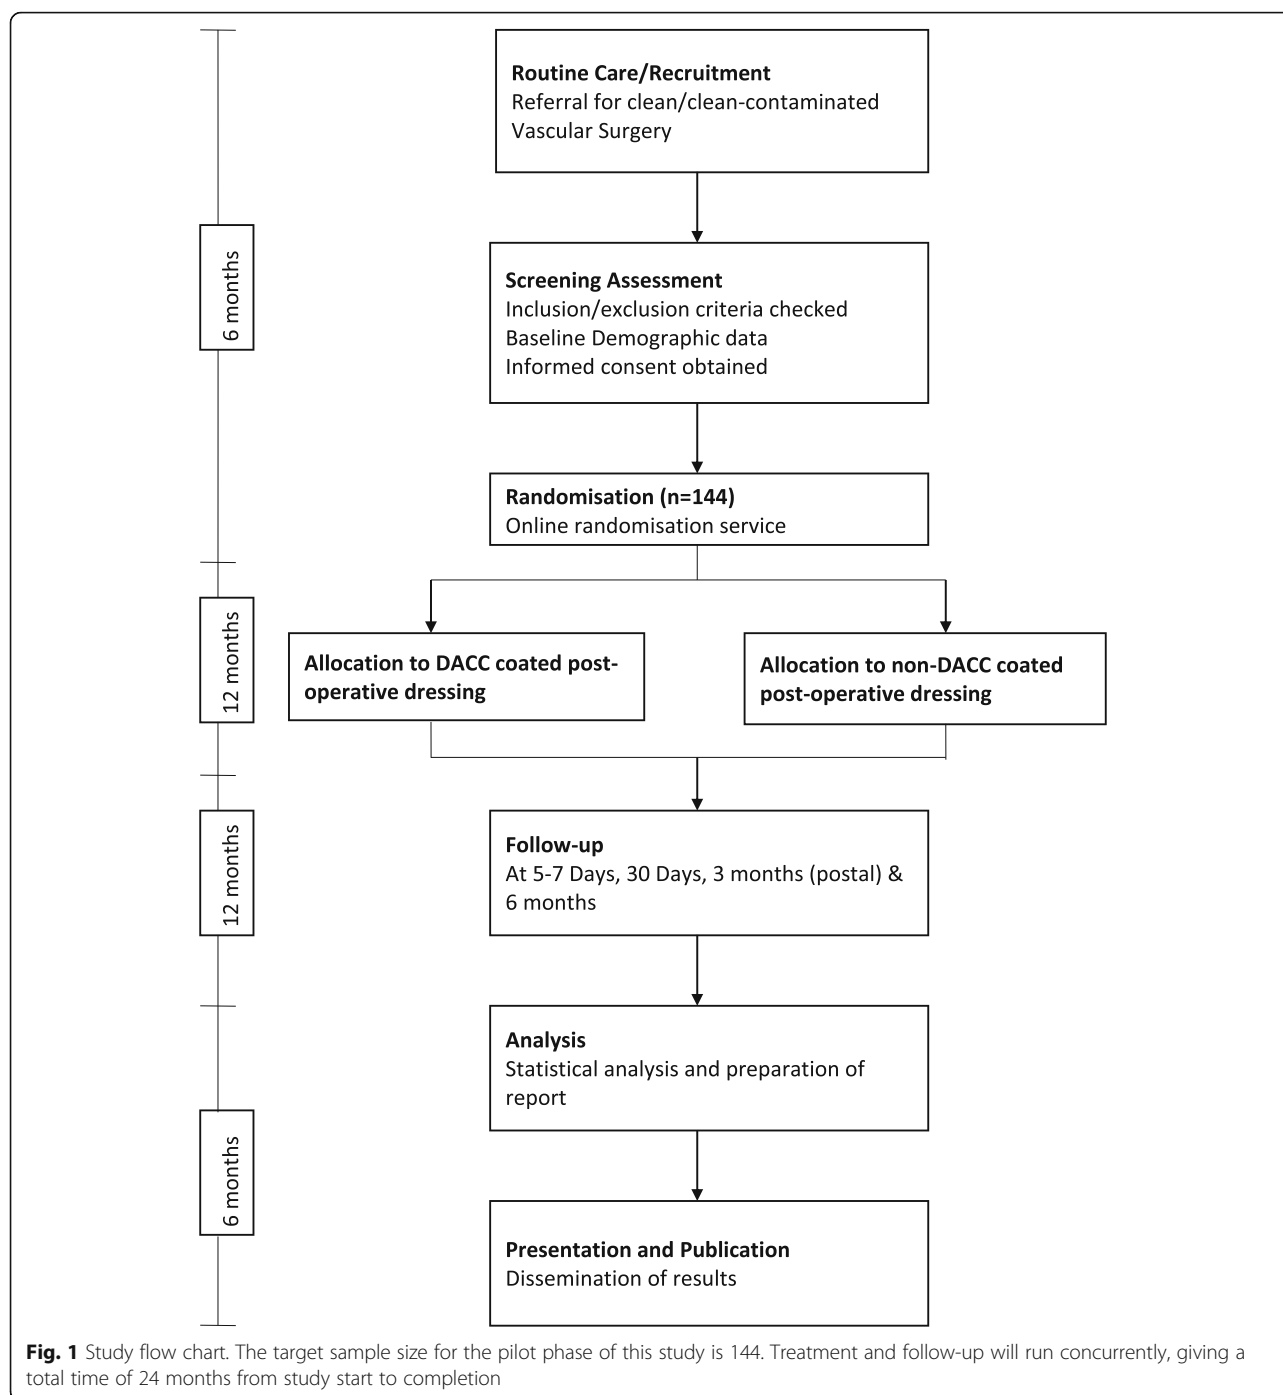 Routine Care/Recruitment
Referral for clean/clean-contaminated
Vascular Surgery
6 months
Screening Assessment
Inclusion/exclusion criteria checked
Baseline Demographic data
Informed consent obtained
Randomisation (n=144)
Online randomisation service
12 months
Allocation to DACC coated post-
operative dressing
Allocation to non-DACC coated
post-operative dressing
12 months
Follow-up
At 5-7 Days, 30 Days, 3 months (postal) &
6 months
Analysis
Statistical analysis and preparation of
report
6 months
Presentation and Publication
Dissemination of results
Fig. 1 Study flow chart. The target sample size for the pilot phase of this study is 144. Treatment and follow-up will run concurrently, giving a
total time of 24 months from study start to completion